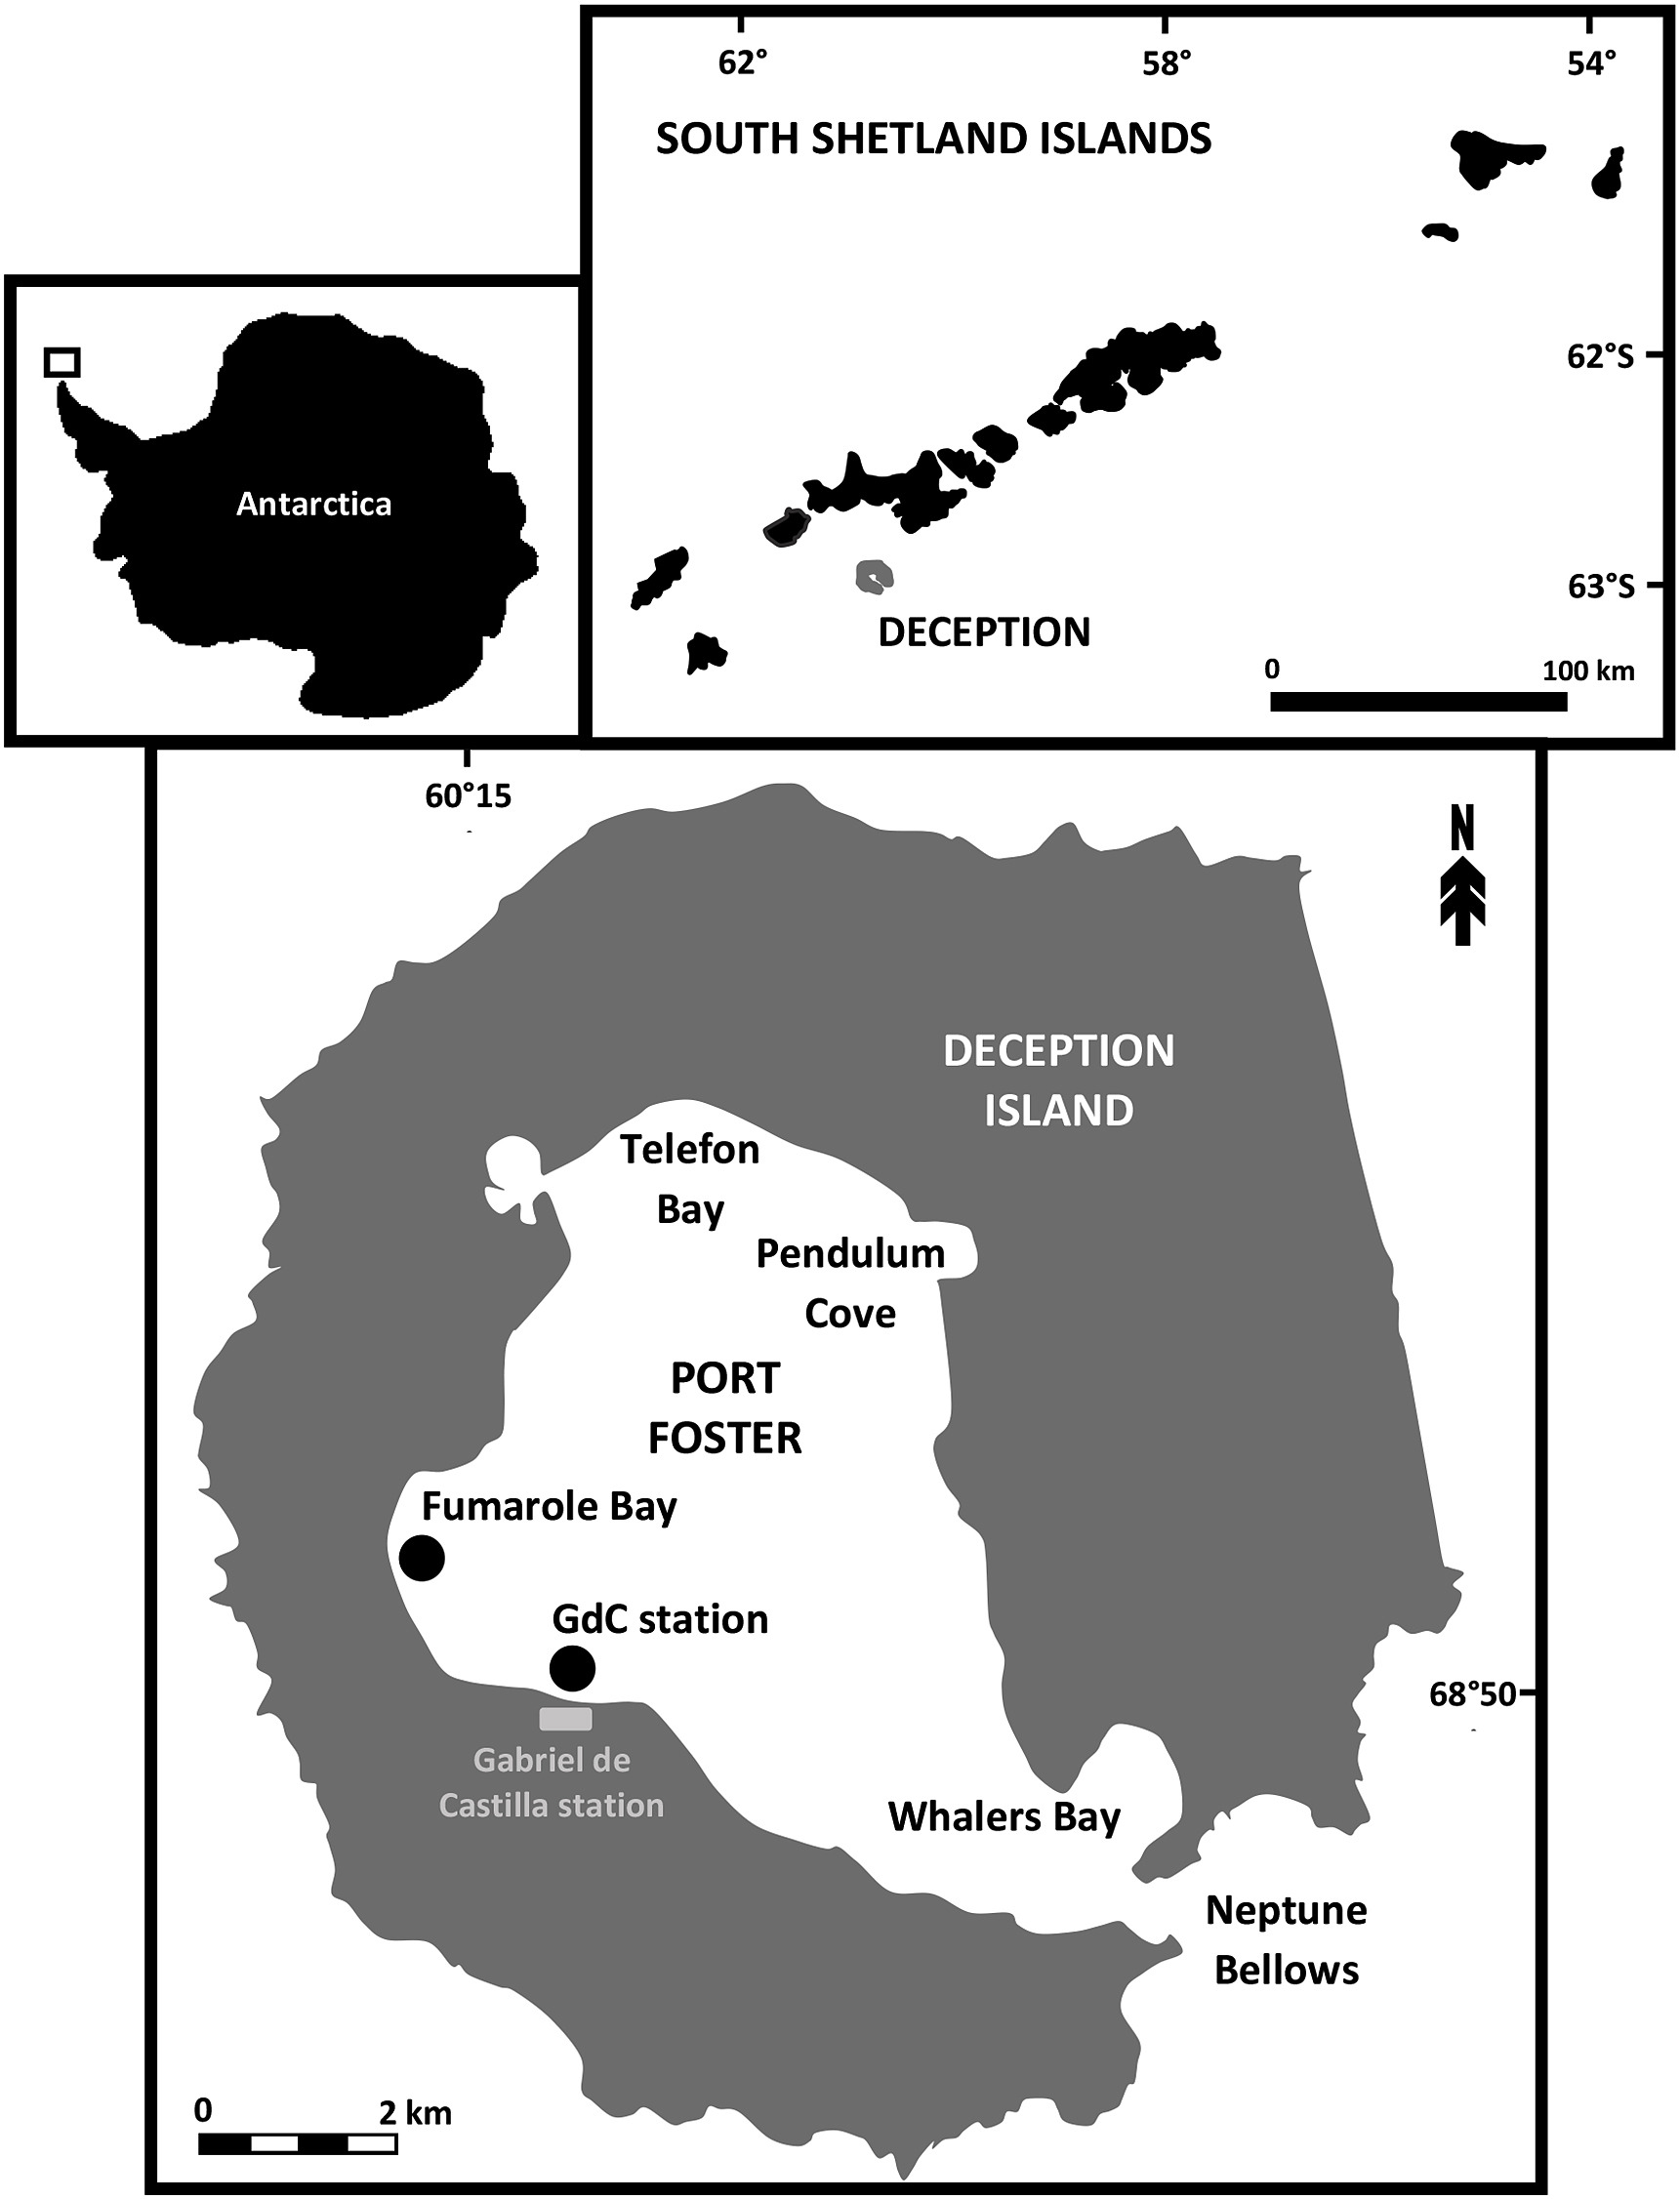 62° 58° 54°
SOUTH SHETLAND ISLANDS
62°S
Antarctica
63°S
DECEPTION
0 100 km
60°15
N
DECEPTION
ISLAND
Telefon
Bay
Pendulum
Cove
PORT
FOSTER
Fumarole Bay
GdC station
68°50
Gabriel de
Castilla station
Whalers Bay
Neptune
Bellows
0 2 km